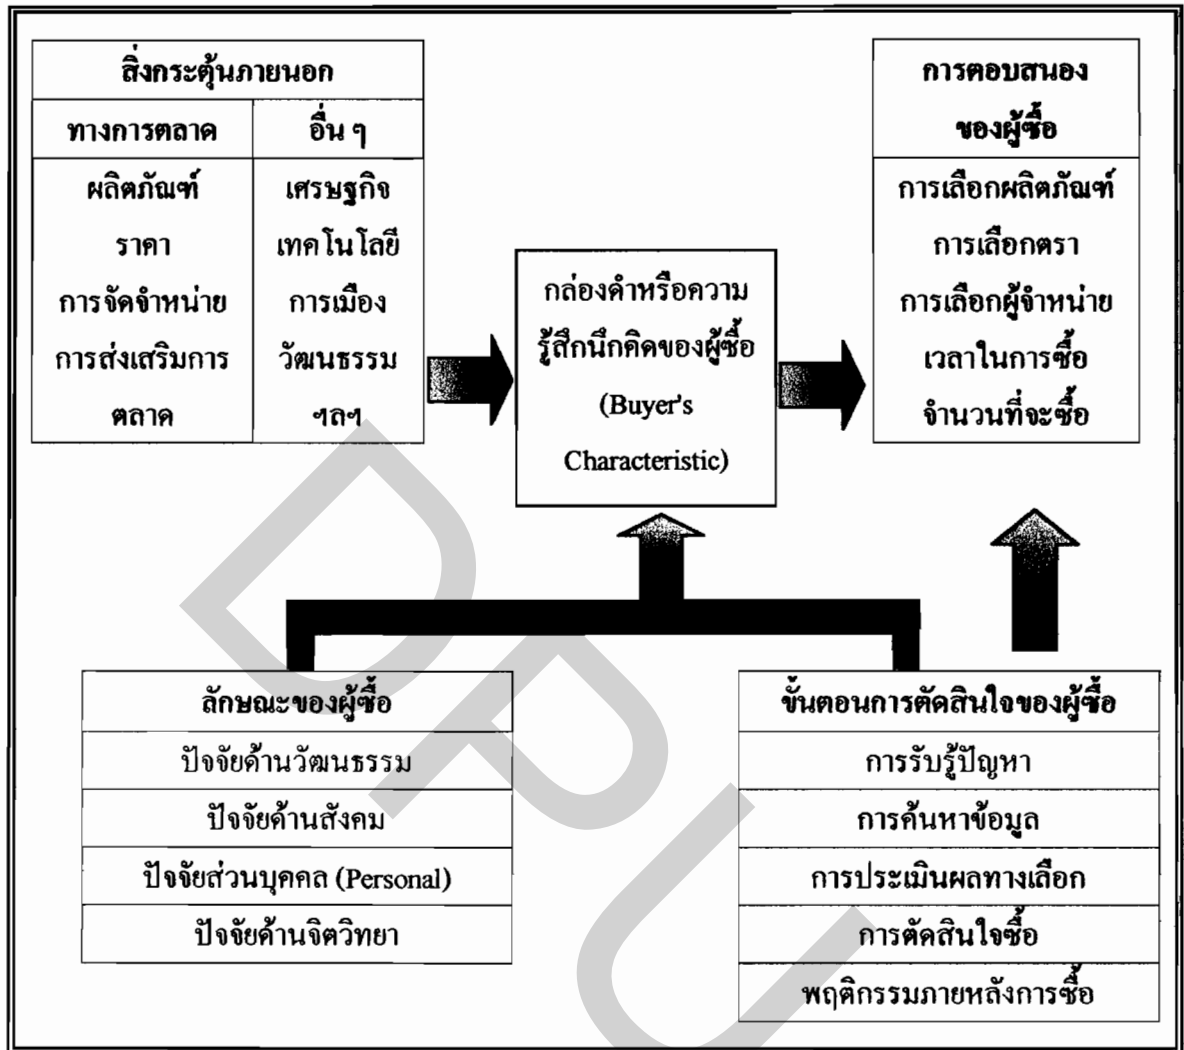 สิ่งกระตุ้นภายนอก
ทางการตลาด
อื่น ๆ
ผลิตภัณฑ์
ราคา
การจัดจำหน่าย
การส่งเสริมการ
ตลาด
เศรษฐกิจ
เทคโนโลยี
การเมือง
วัฒนธรรม
ฯลฯ
กล่องดำหรือความ
รู้สึกนึกคิดของผู้ซื้อ
(Buyer's
Characteristic)
การตอบสนอง
ของผู้ซื้อ
การเลือกผลิตภัณฑ์
การเลือกตรา
การเลือกผู้จำหน่าย
เวลาในการซื้อ
จำนวนที่จะซื้อ
ลักษณะของผู้ซื้อ
ปัจจัยด้านวัฒนธรรม
ปัจจัยด้านสังคม
ปัจจัยส่วนบุคคล (Personal)
ปัจจัยด้านจิตวิทยา
ขั้นตอนการตัดสินใจของผู้ซื้อ
การรับรู้ปัญหา
การค้นหาข้อมูล
การประเมินผลทางเลือก
การตัดสินใจซื้อ
พฤติกรรมภายหลังการซื้อ
DPU